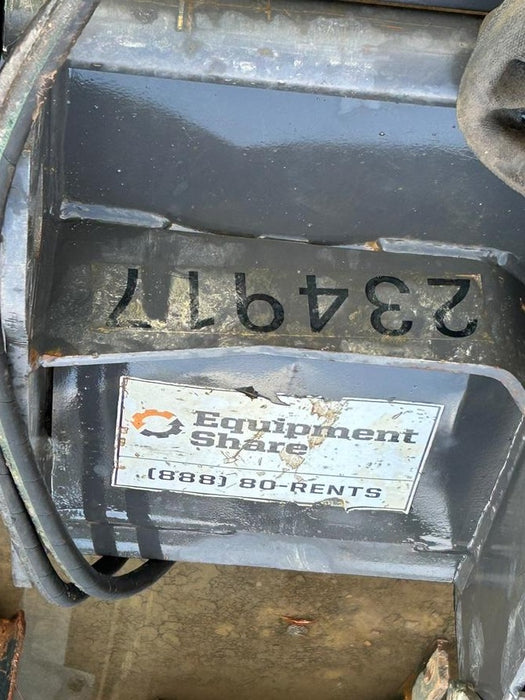 234917
Equipment
Share
(888) 80-RENTS